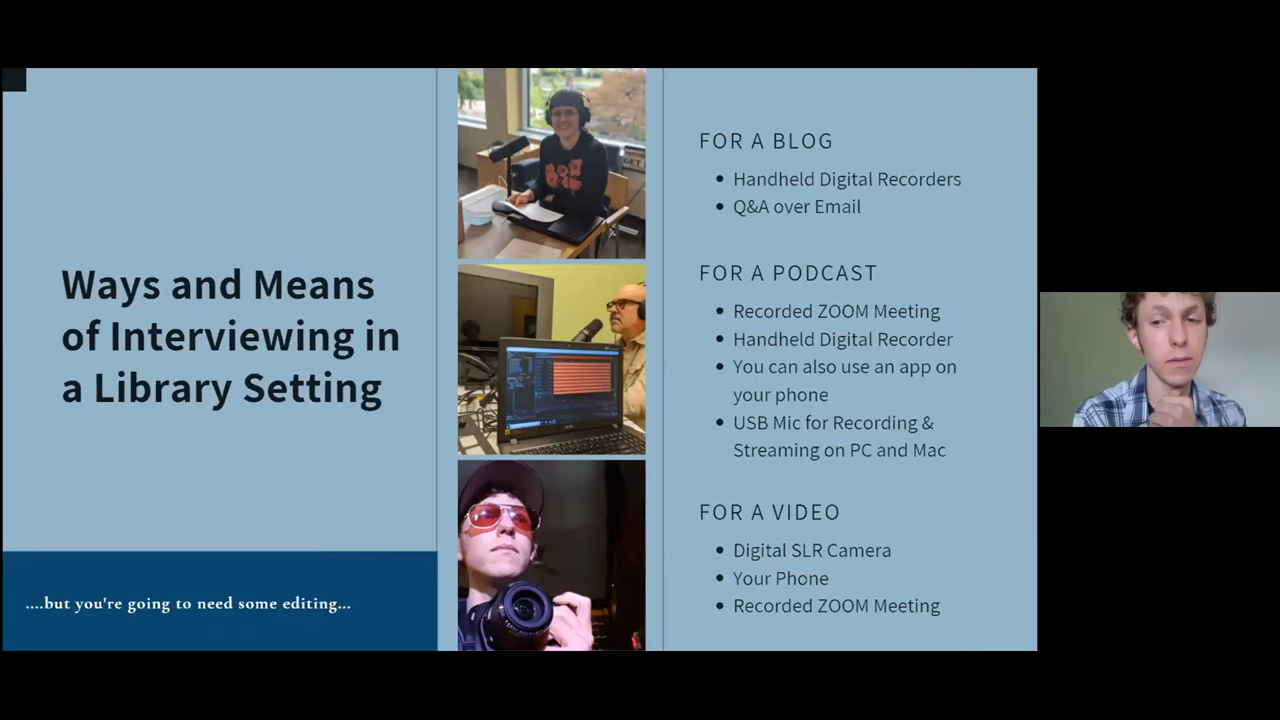 Ways and Means
of Interviewing in
a Library Setting
....but you're going to need some editing...
FOR A BLOG
• Handheld Digital Recorders
• Q&A over Email
FOR A PODCAST
• Recorded ZOOM Meeting
• Handheld Digital Recorder
• You can also use an app on
your phone
• USB Mic for Recording &
Streaming on PC and Mac
FOR A VIDEO
• Digital SLR Camera
• Your Phone
• Recorded ZOOM Meeting